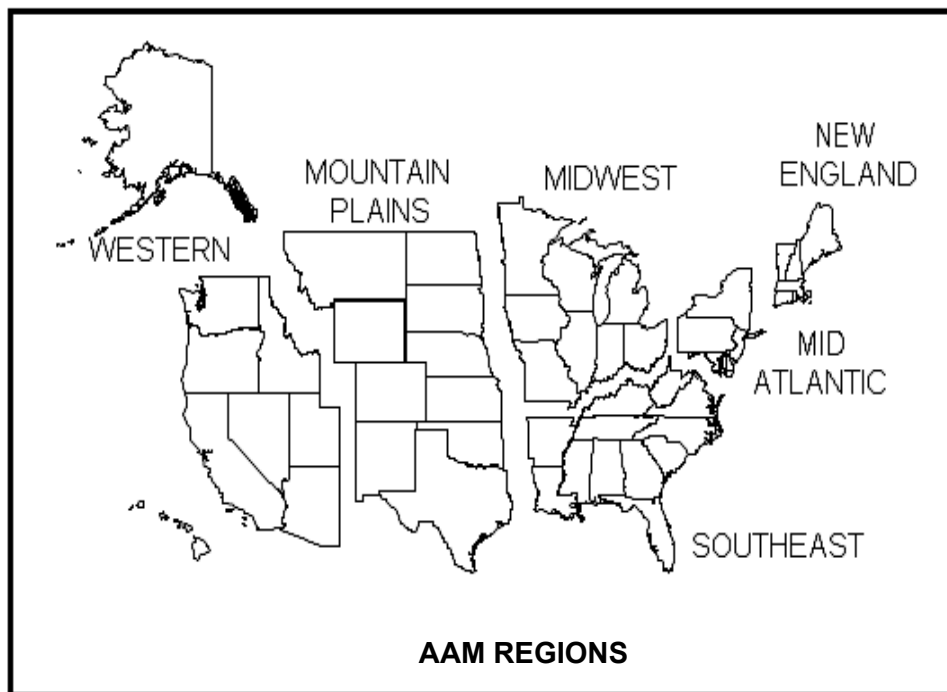 NEW
ENGLAND
MOUNTAIN
PLAINS
MIDWEST
WESTERN
MID
ATLANTIC
SOUTHEAST
AAM REGIONS